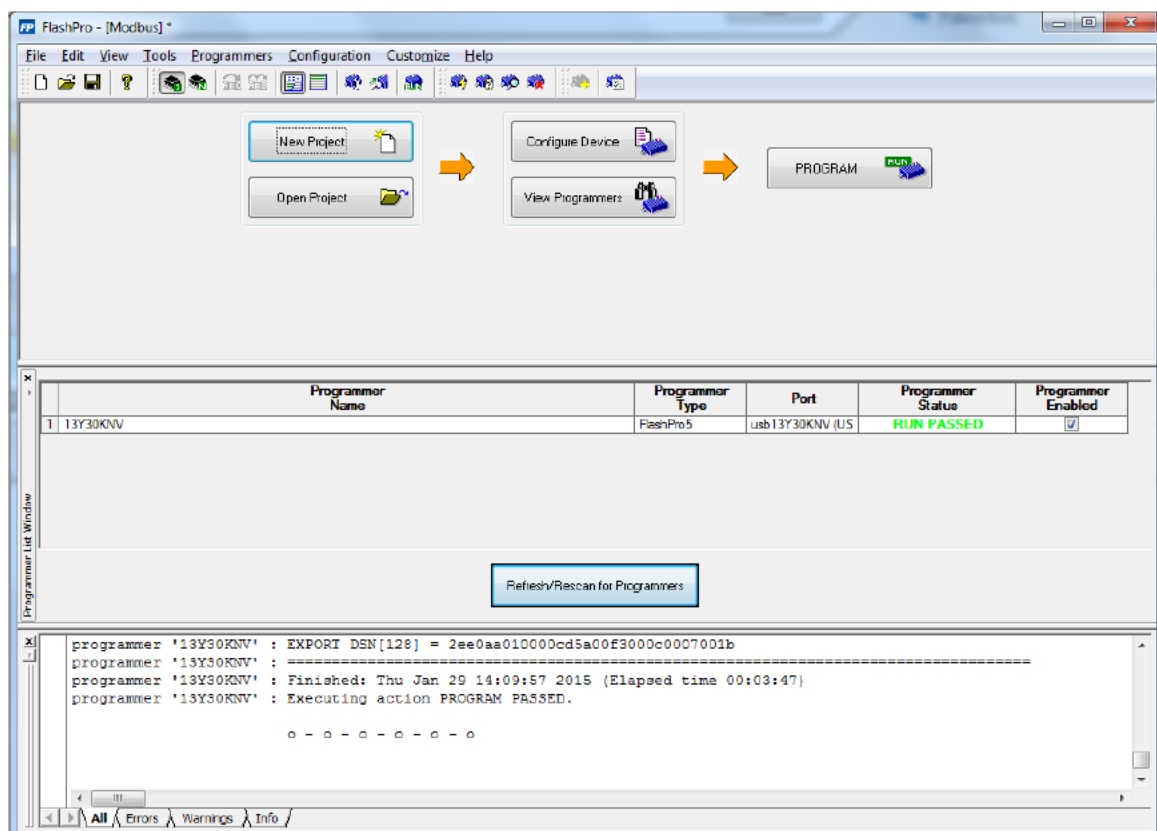 FP FlashPro - [Modbus] *
File Edit View Tools Programmers Configuration Customize Help
New Project
Configure Device
PROGRAM
RUN
Open Project
View Programmers
Programmer Name
Programmer Type
Port
Programmer Status
Programmer Enabled
1 13Y30KNV FlashPro5 usb13Y30KNV (US RUN PASSED
Programmer List Window
Refresh/Rescan for Programmers
programmer '13Y30KNV' : EXPORT DSN[128] = 2ee0aa010000cd5a00f3000c0007001b
programmer '13Y30KNV' : ===================================================================================
programmer '13Y30KNV' : Finished: Thu Jan 29 14:09:57 2015 (Elapsed time 00:03:47)
programmer '13Y30KNV' : Executing action PROGRAM PASSED.
o - o - o - o - o - o
All Errors Warnings Info